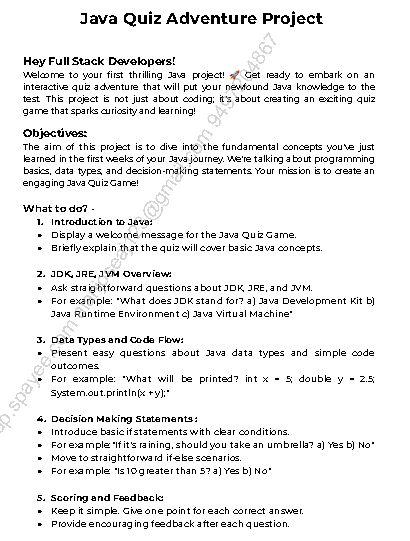 Java Quiz Adventure Project
Hey Full Stack Developers!
Welcome to your first thrilling Java project! 🚀 Get ready to embark on an
interactive quiz adventure that will put your newfound Java knowledge to the
test. This project is not just about coding; it's about creating an exciting quiz
game that sparks curiosity and learning!
Objectives:
The aim of this project is to dive into the fundamental concepts you've just
learned in the first weeks of your Java journey. We're talking about programming
basics, data types, and decision-making statements. Your mission is to create an
engaging Java Quiz Game!
What to do? -
1. Introduction to Java:
• Display a welcome message for the Java Quiz Game.
• Briefly explain that the quiz will cover basic Java concepts.
2. JDK, JRE, JVM Overview:
• Ask straightforward questions about JDK, JRE, and JVM.
• For example: "What does JDK stand for? a) Java Development Kit b)
Java Runtime Environment c) Java Virtual Machine"
3. Data Types and Code Flow:
• Present easy questions about Java data types and simple code
outcomes.
• For example: "What will be printed? int x = 5; double y = 2.5;
System.out.println(x + y);"
4. Decision Making Statements :
• Introduce basic if statements with clear conditions.
• For example: "If it's raining, should you take an umbrella? a) Yes b) No"
• Move to straightforward if-else scenarios.
• For example: "Is 10 greater than 5? a) Yes b) No"
5. Scoring and Feedback:
• Keep it simple. Give one point for each correct answer.
• Provide encouraging feedback after each question.